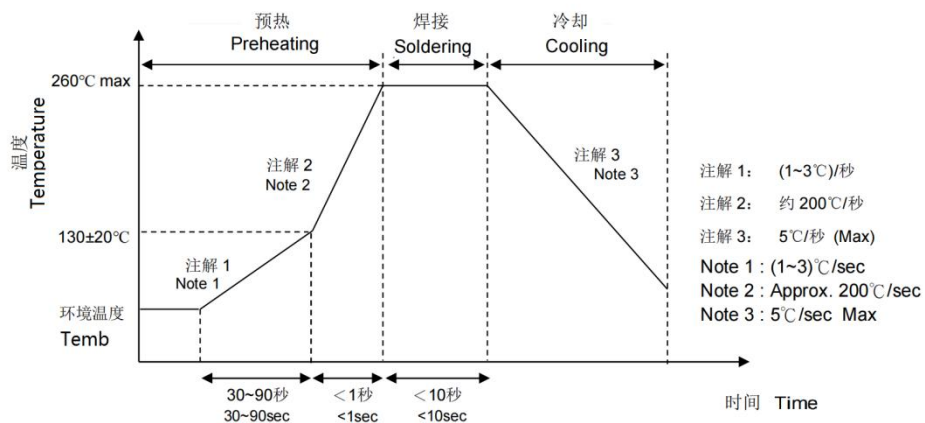 预热
Preheating
焊接
Soldering
冷却
Cooling
260℃ max
温度
Temperature
注解 2
Note 2
注解 3
Note 3
130±20℃
注解 1
Note 1
环境温度
Temb
注解 1： (1~3℃)/秒
注解 2： 约 200℃/秒
注解 3： 5℃/秒 (Max)
Note 1 : (1~3)℃/sec
Note 2 : Approx. 200℃/sec
Note 3 : 5℃/sec Max
30~90秒
30~90sec
＜1秒
<1sec
＜10秒
<10sec
时间 Time